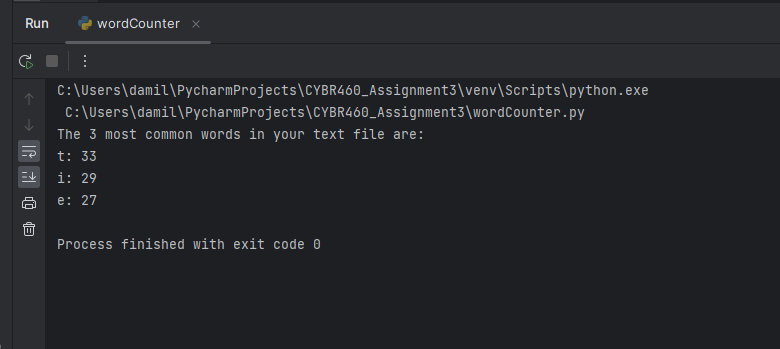 Run wordCounter
C:\Users\damil\PycharmProjects\CYBR460_Assignment3\venv\Scripts\python.exe
C:\Users\damil\PycharmProjects\CYBR460_Assignment3\wordCounter.py
The 3 most common words in your text file are:
t: 33
i: 29
e: 27
Process finished with exit code 0